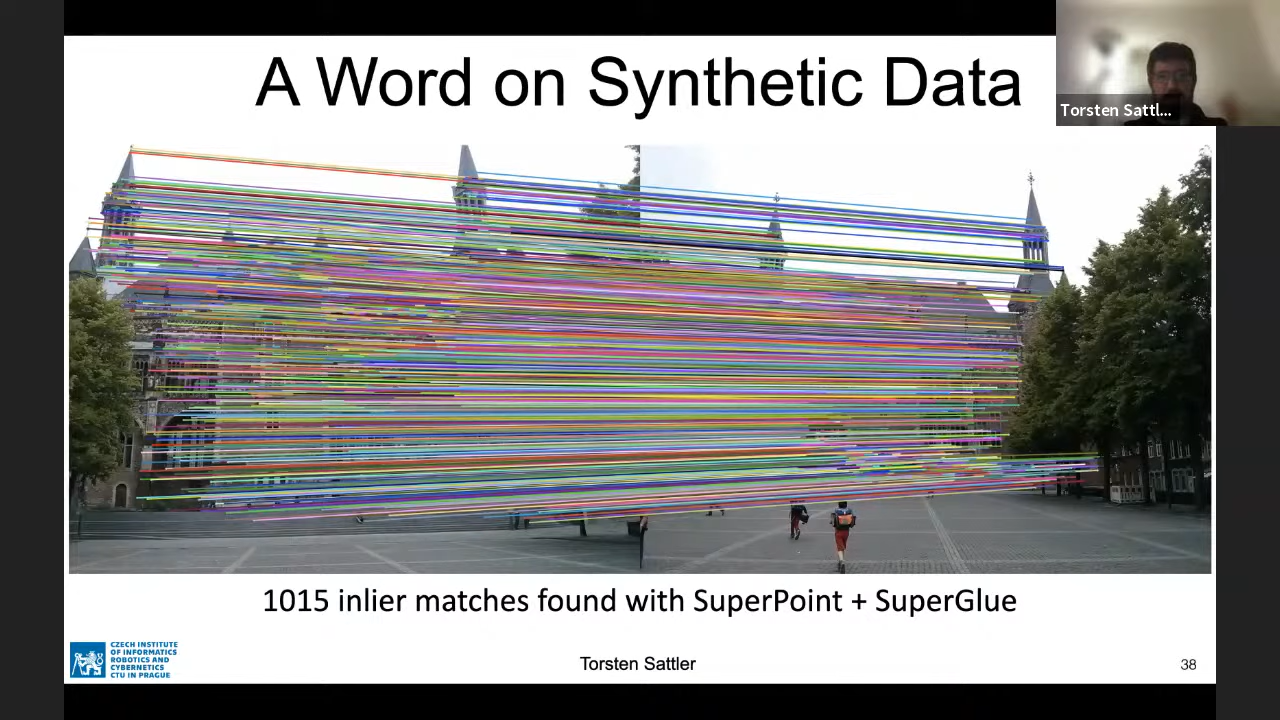 A Word on Synthetic Data
Torsten Sattl...
1015 inlier matches found with SuperPoint + SuperGlue
CZECH INSTITUTE
OF INFORMATICS
ROBOTICS AND
CYBERNETICS
CTU IN PRAGUE
Torsten Sattler
38